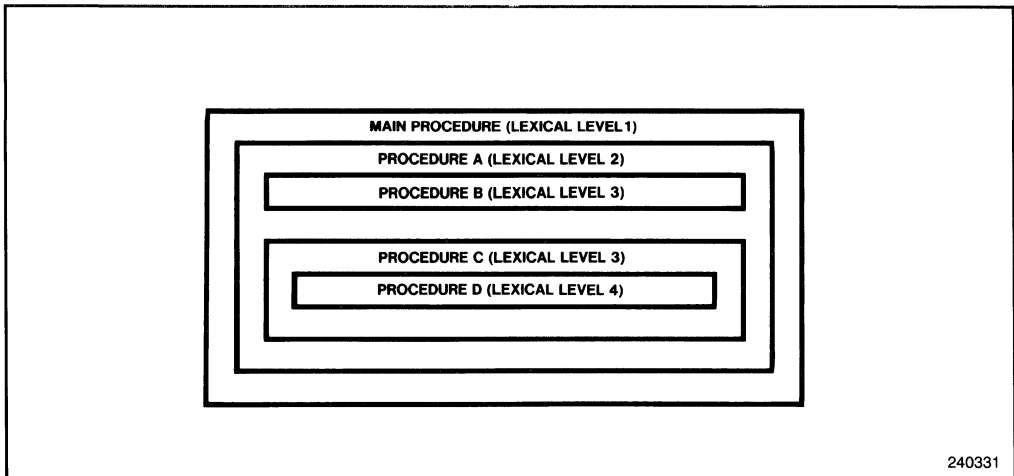 MAIN PROCEDURE (LEXICAL LEVEL 1)
PROCEDURE A (LEXICAL LEVEL 2)
PROCEDURE B (LEXICAL LEVEL 3)
PROCEDURE C (LEXICAL LEVEL 3)
PROCEDURE D (LEXICAL LEVEL 4)
240331